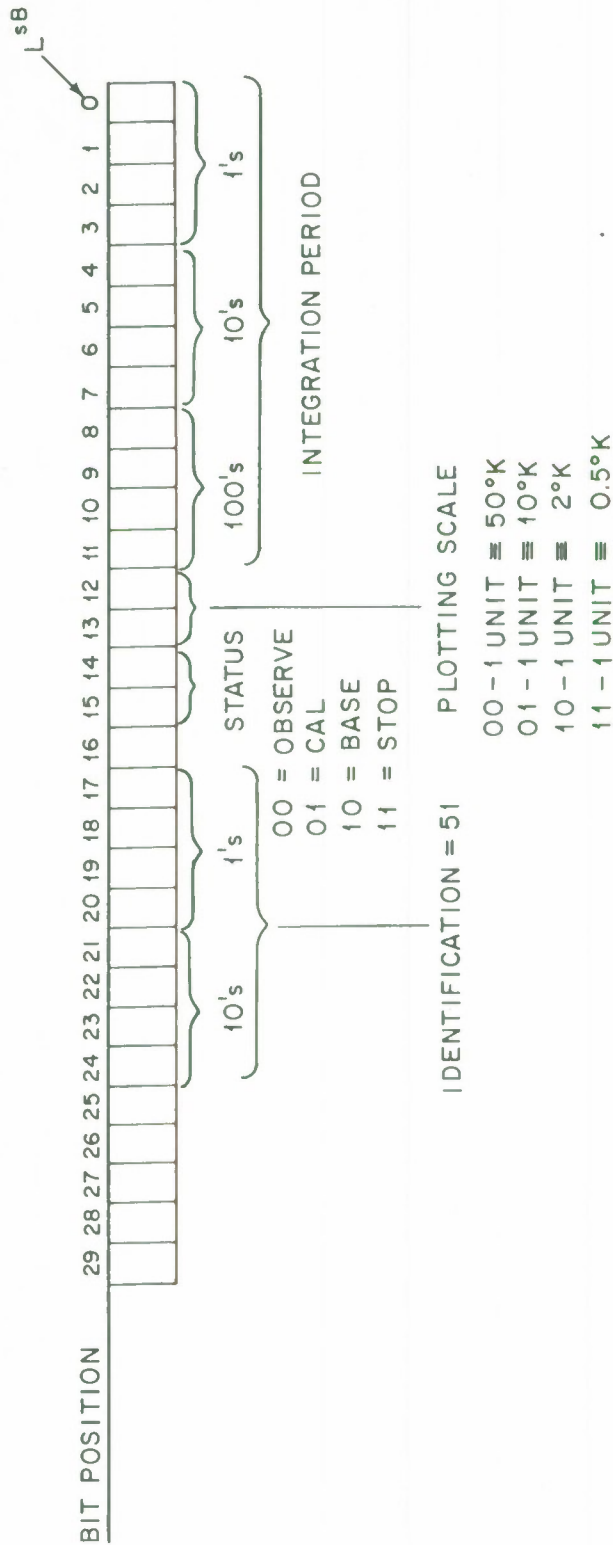 LSB
BIT POSITION 29 28 27 26 25 24 23 22 21 20 19 18 17 16 15 14 13 12 11 10 9 8 7 6 5 4 3 2 1 0
10's 1's STATUS 100's 10's 1's
00 = OBSERVE
01 = CAL
10 = BASE
11 = STOP
INTEGRATION PERIOD
IDENTIFICATION = 51 PLOTTING SCALE
00 - 1 UNIT ≡ 50°K
01 - 1 UNIT ≡ 10°K
10 - 1 UNIT ≡ 2°K
11 - 1 UNIT ≡ 0.5°K